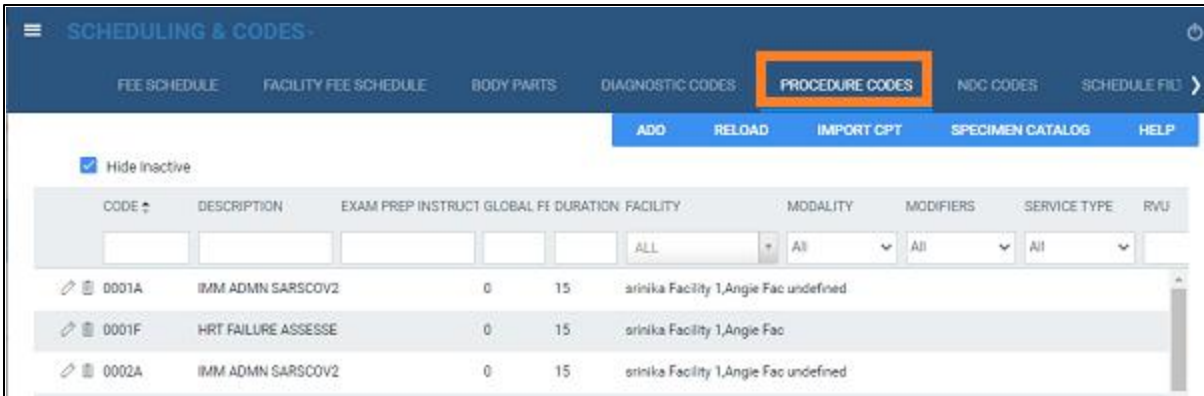 SCHEDULING & CODES
FEE SCHEDULE FACILITY FEE SCHEDULE BODY PARTS DIAGNOSTIC CODES PROCEDURE CODES NDC CODES SCHEDULE FIL
ADD RELOAD IMPORT CPT SPECIMEN CATALOG HELP
Hide Inactive
CODE DESCRIPTION EXAM PREP INSTRUCT GLOBAL FE DURATION FACILITY MODALITY MODIFIERS SERVICE TYPE RVU
ALL All All All
0001A IMM ADMN SARSCOV2 0 15 srinika Facility 1,Angie Fac undefined
0001F HRT FAILURE ASSESSE 0 15 srinika Facility 1,Angie Fac
0002A IMM ADMN SARSCOV2 0 15 srinika Facility 1,Angie Fac undefined